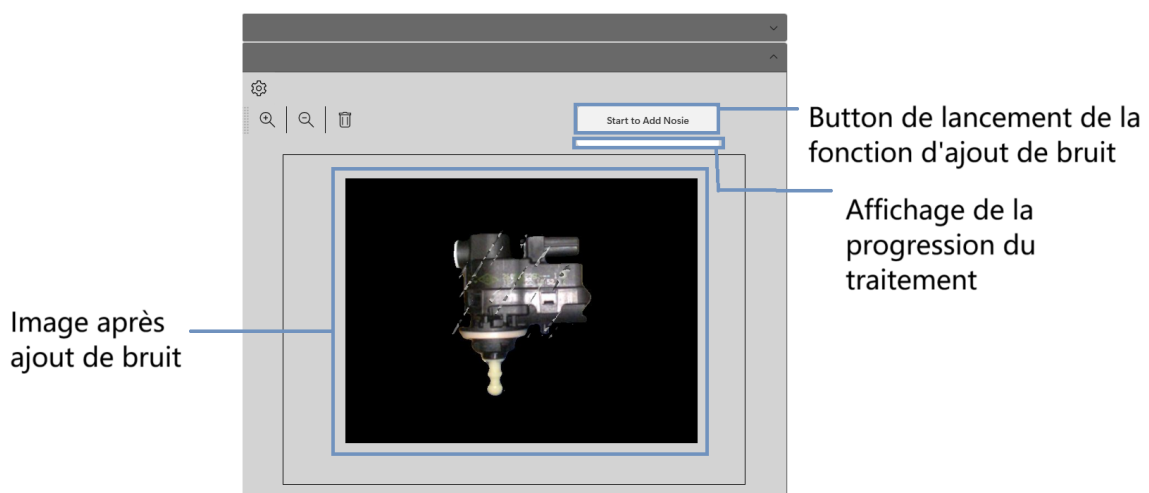 Start to Add Nosie
Button de lancement de la
fonction d'ajout de bruit
Affichage de la
progression du
traitement
Image après
ajout de bruit